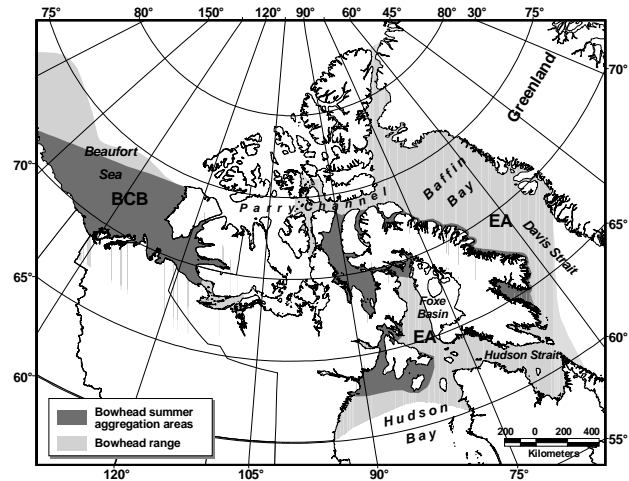 75° 80° 150° 120° 90° 60° 45° 30° 75°
70°
Greenland
Beaufort
Sea
BCB
70°
Parry Channel
Baffin
Bay
EA
Davis Strait
65°
Foxe
Basin
EA
Hudson Strait
60°
60°
Bowhead summer
aggregation areas
Bowhead range
Hudson
Bay
200 0 200 400
Kilometers
55°
120° 105° 90° 75°